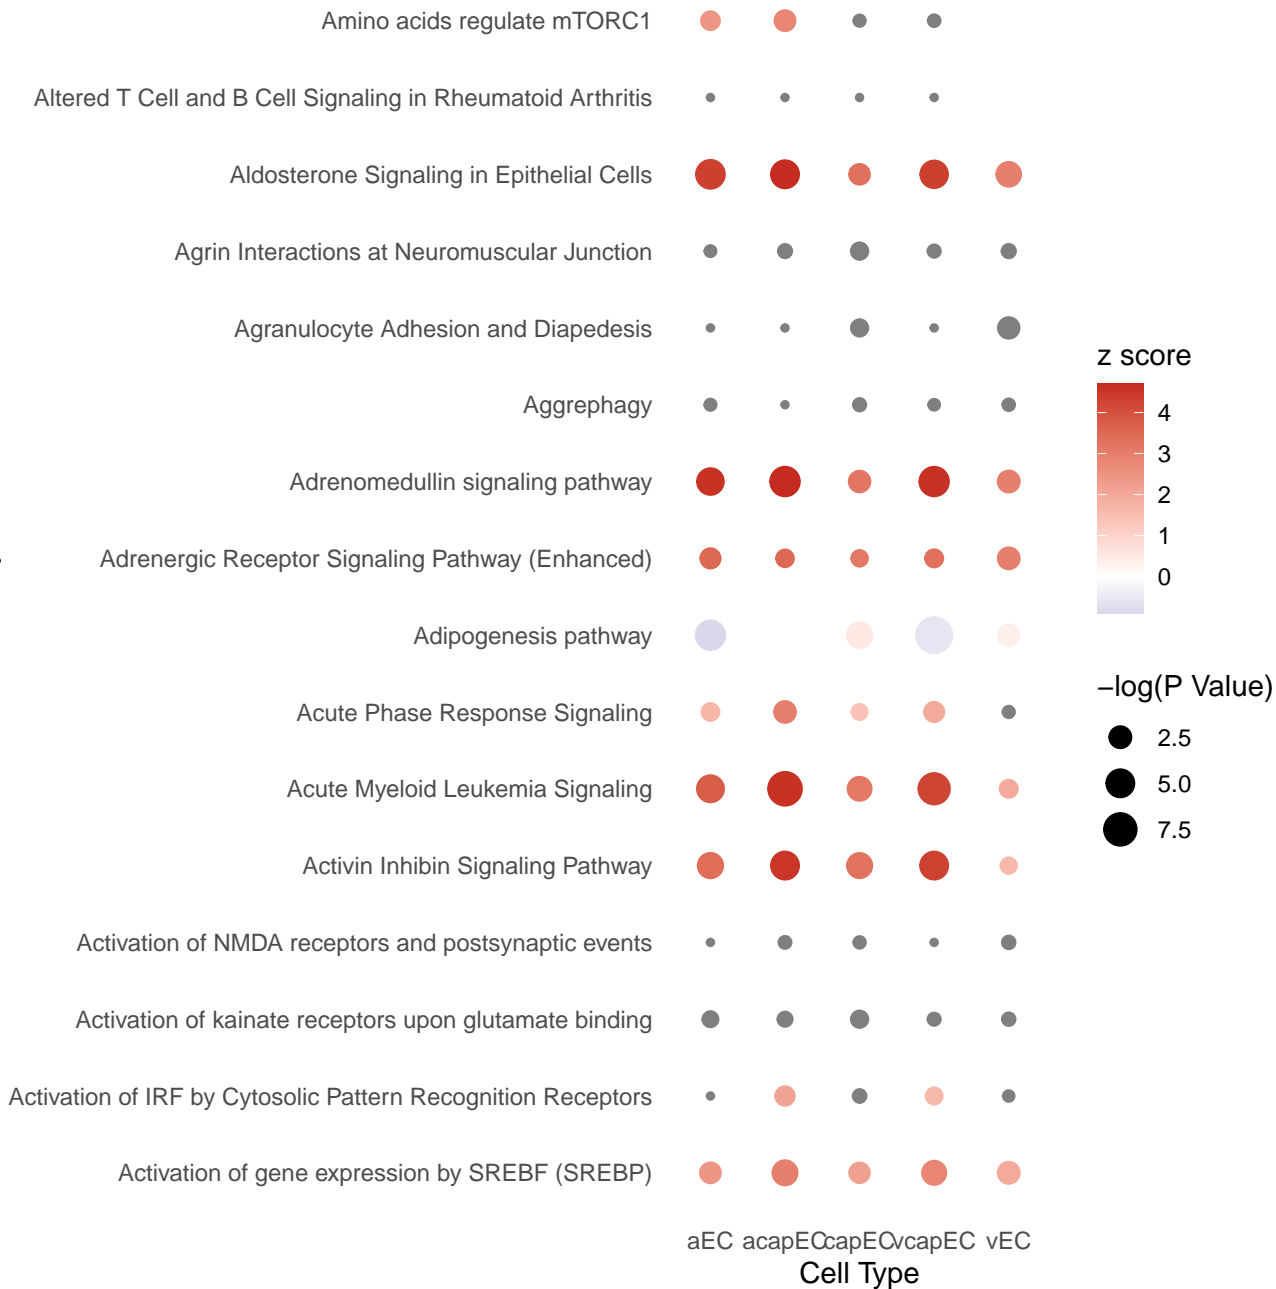 Amino acids regulate mTORC1
Altered T Cell and B Cell Signaling in Rheumatoid Arthritis
Aldosterone Signaling in Epithelial Cells
Agrin Interactions at Neuromuscular Junction
Agranulocyte Adhesion and Diapedesis
Aggrephagy
Adrenomedullin signaling pathway
Adrenergic Receptor Signaling Pathway (Enhanced)
Adipogenesis pathway
Acute Phase Response Signaling
Acute Myeloid Leukemia Signaling
Activin Inhibin Signaling Pathway
Activation of NMDA receptors and postsynaptic events
Activation of kainate receptors upon glutamate binding
Activation of IRF by Cytosolic Pattern Recognition Receptors
Activation of gene expression by SREBF (SREBP)
aEC acapEC capEC vcapEC vEC
Cell Type
z score
4
3
2
1
0
−log(P Value)
2.5
5.0
7.5